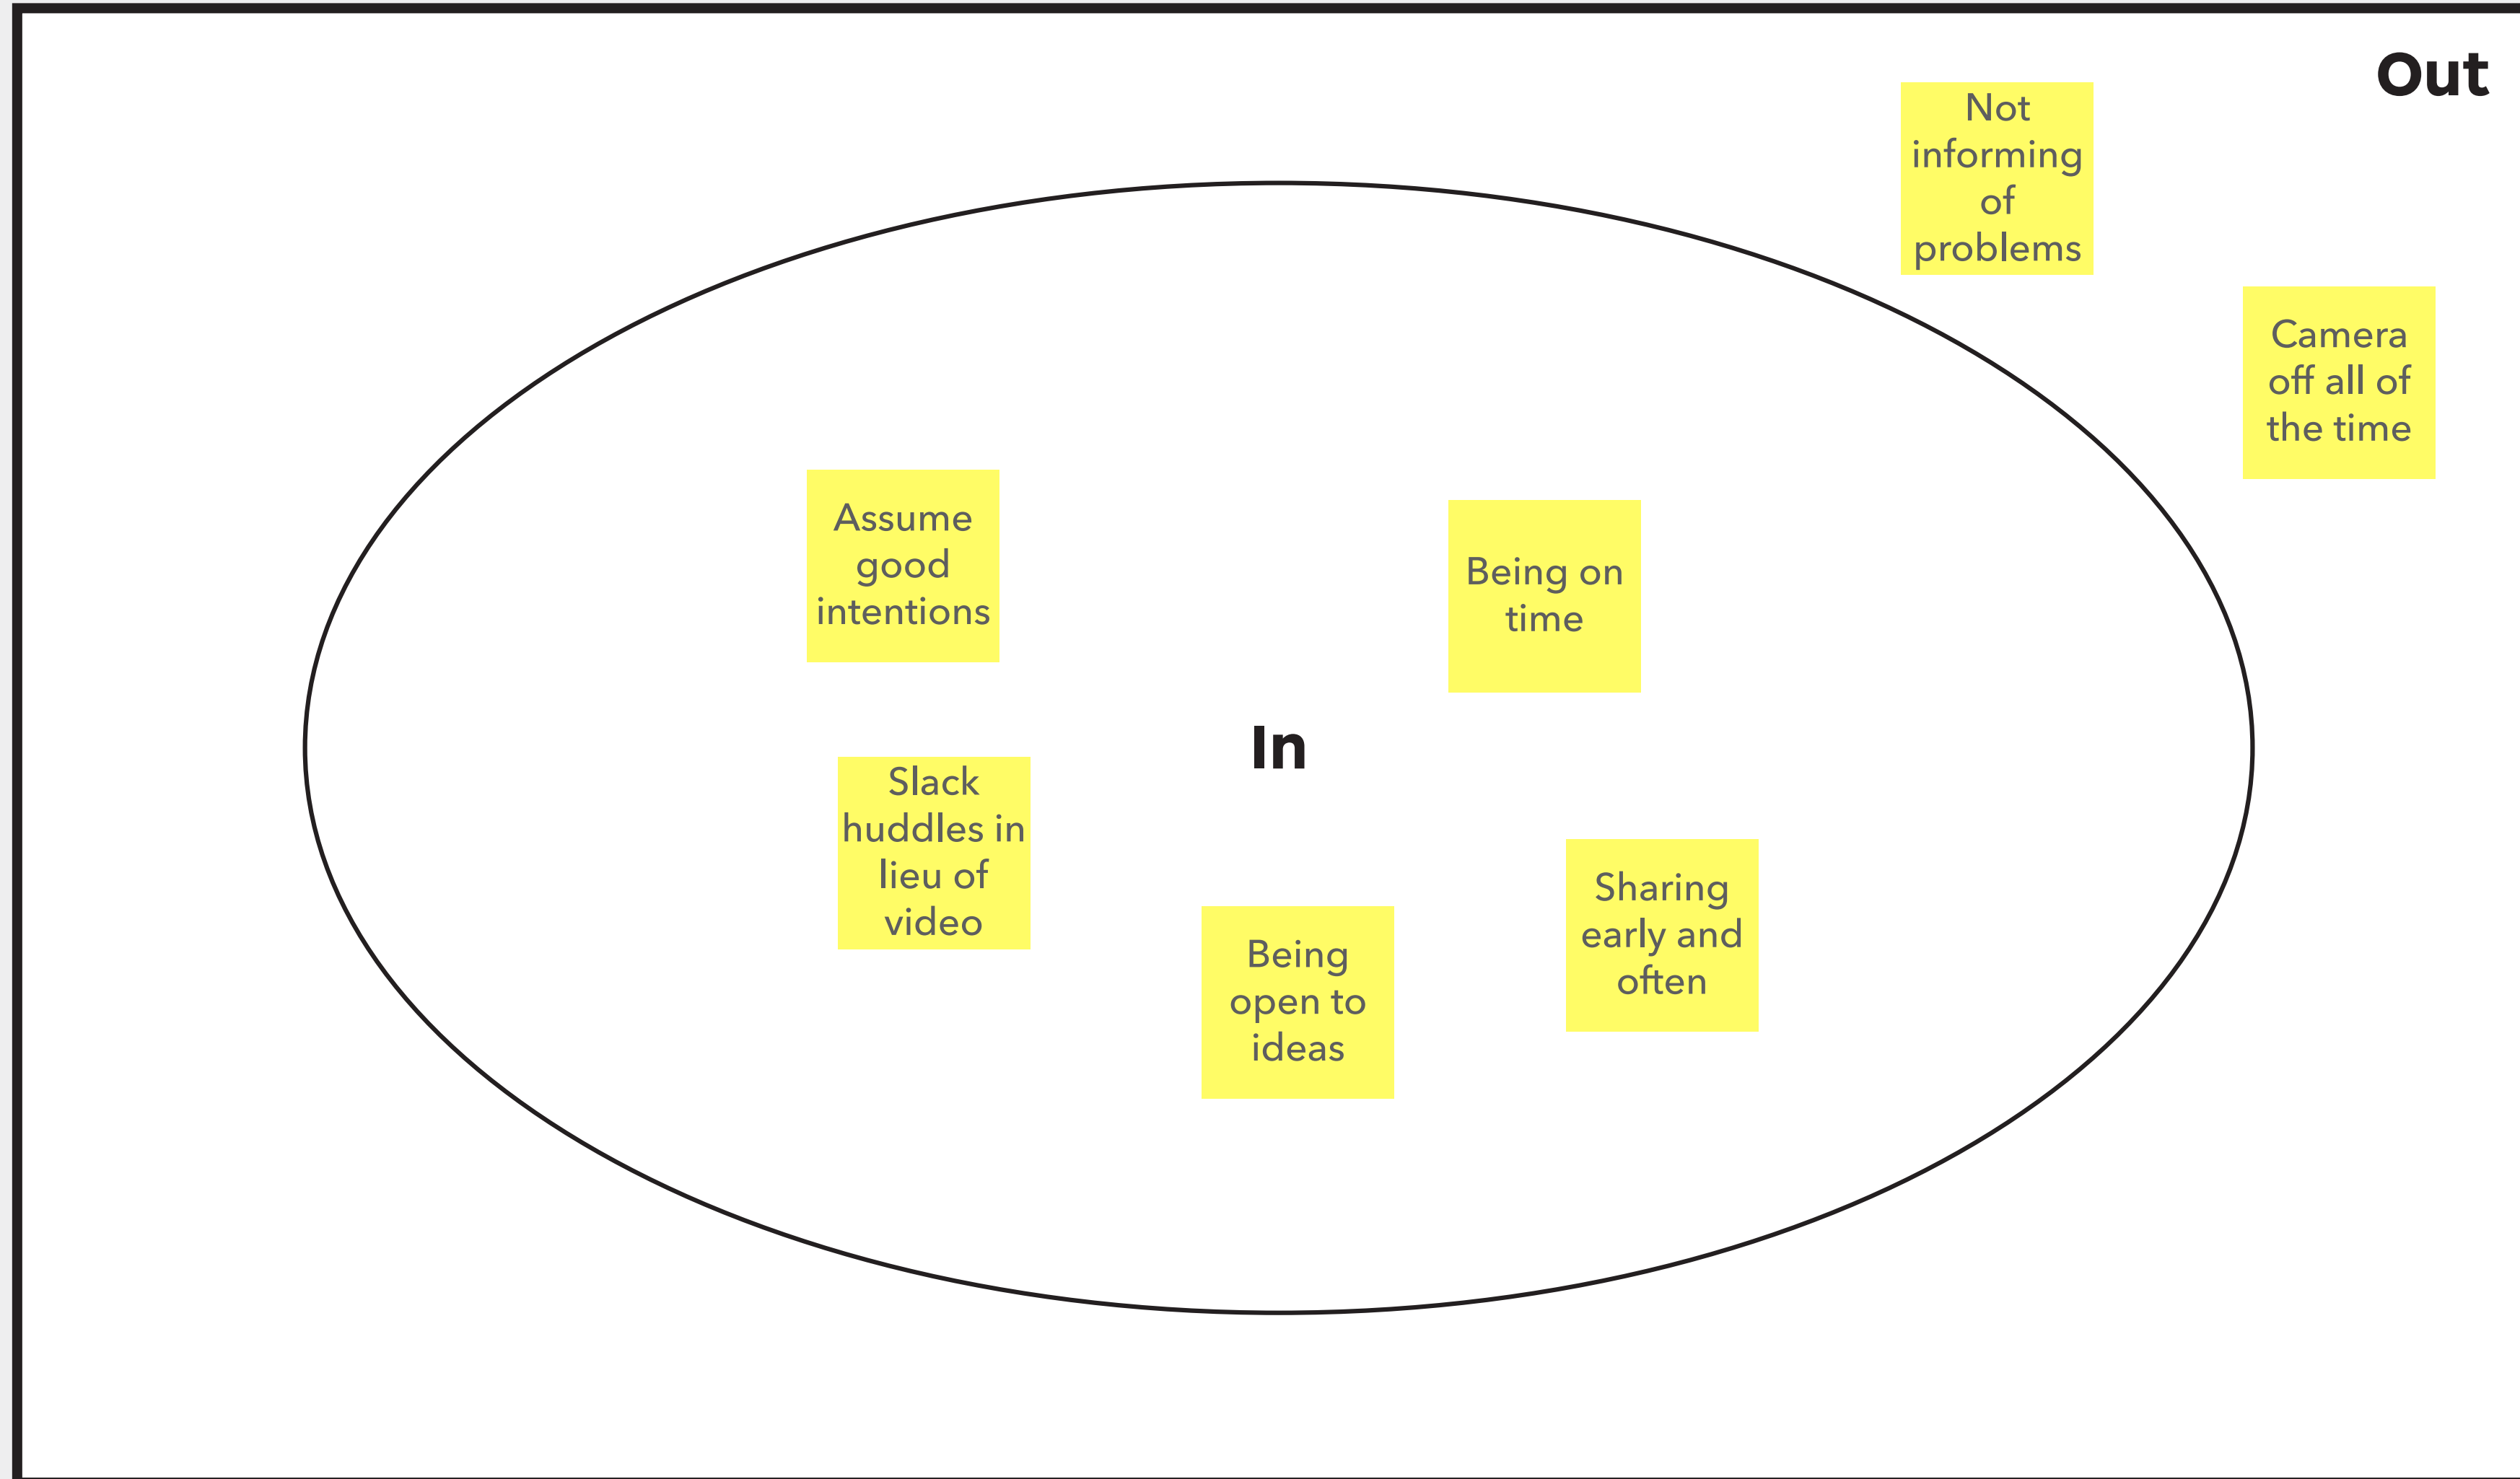 Out
Not
informing
of
problems
Camera
off all of
the time
Assume
good
intentions
Being on
time
In
Slack
huddles in
lieu of
video
Sharing
early and
often
Being
open to
ideas